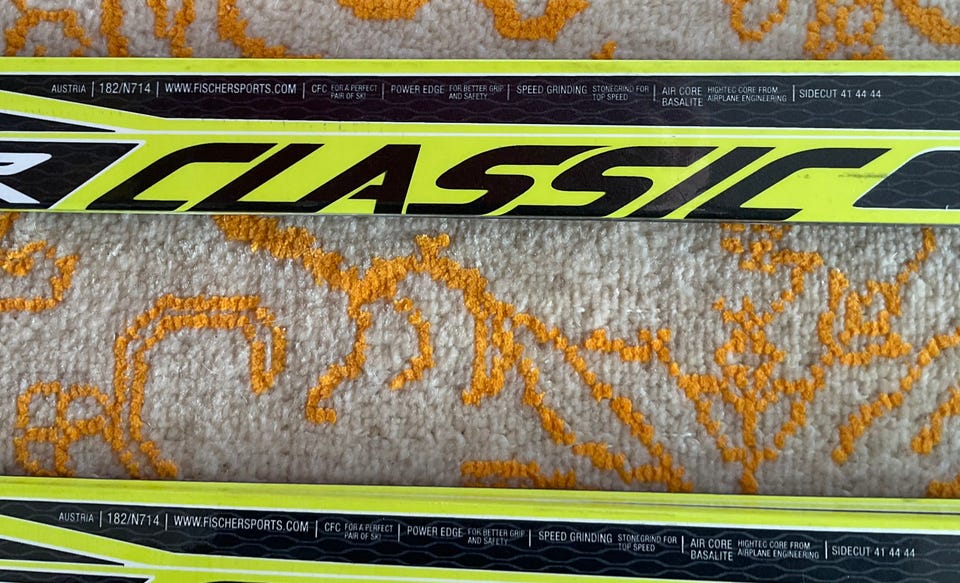 AUSTRIA | 182/N714 | WWW.FISCHERSPORTS.COM | CFC FOR A PERFECT PAIR OF SKI | POWER EDGE FOR BETTER GRIP AND SAFETY | SPEED GRINDING STONEGRIND FOR TOP SPEED | AIR CORE BASALITE HIGHTEC CORE FROM AIRPLANE ENGINEERING | SIDECUT 41 44 44
R CLASSIC
AUSTRIA | 182/N714 | WWW.FISCHERSPORTS.COM | CFC FOR A PERFECT PAIR OF SKI | POWER EDGE FOR BETTER GRIP AND SAFETY | SPEED GRINDING STONEGRIND FOR TOP SPEED | AIR CORE BASALITE HIGHTEC CORE FROM AIRPLANE ENGINEERING | SIDECUT 41 44 44